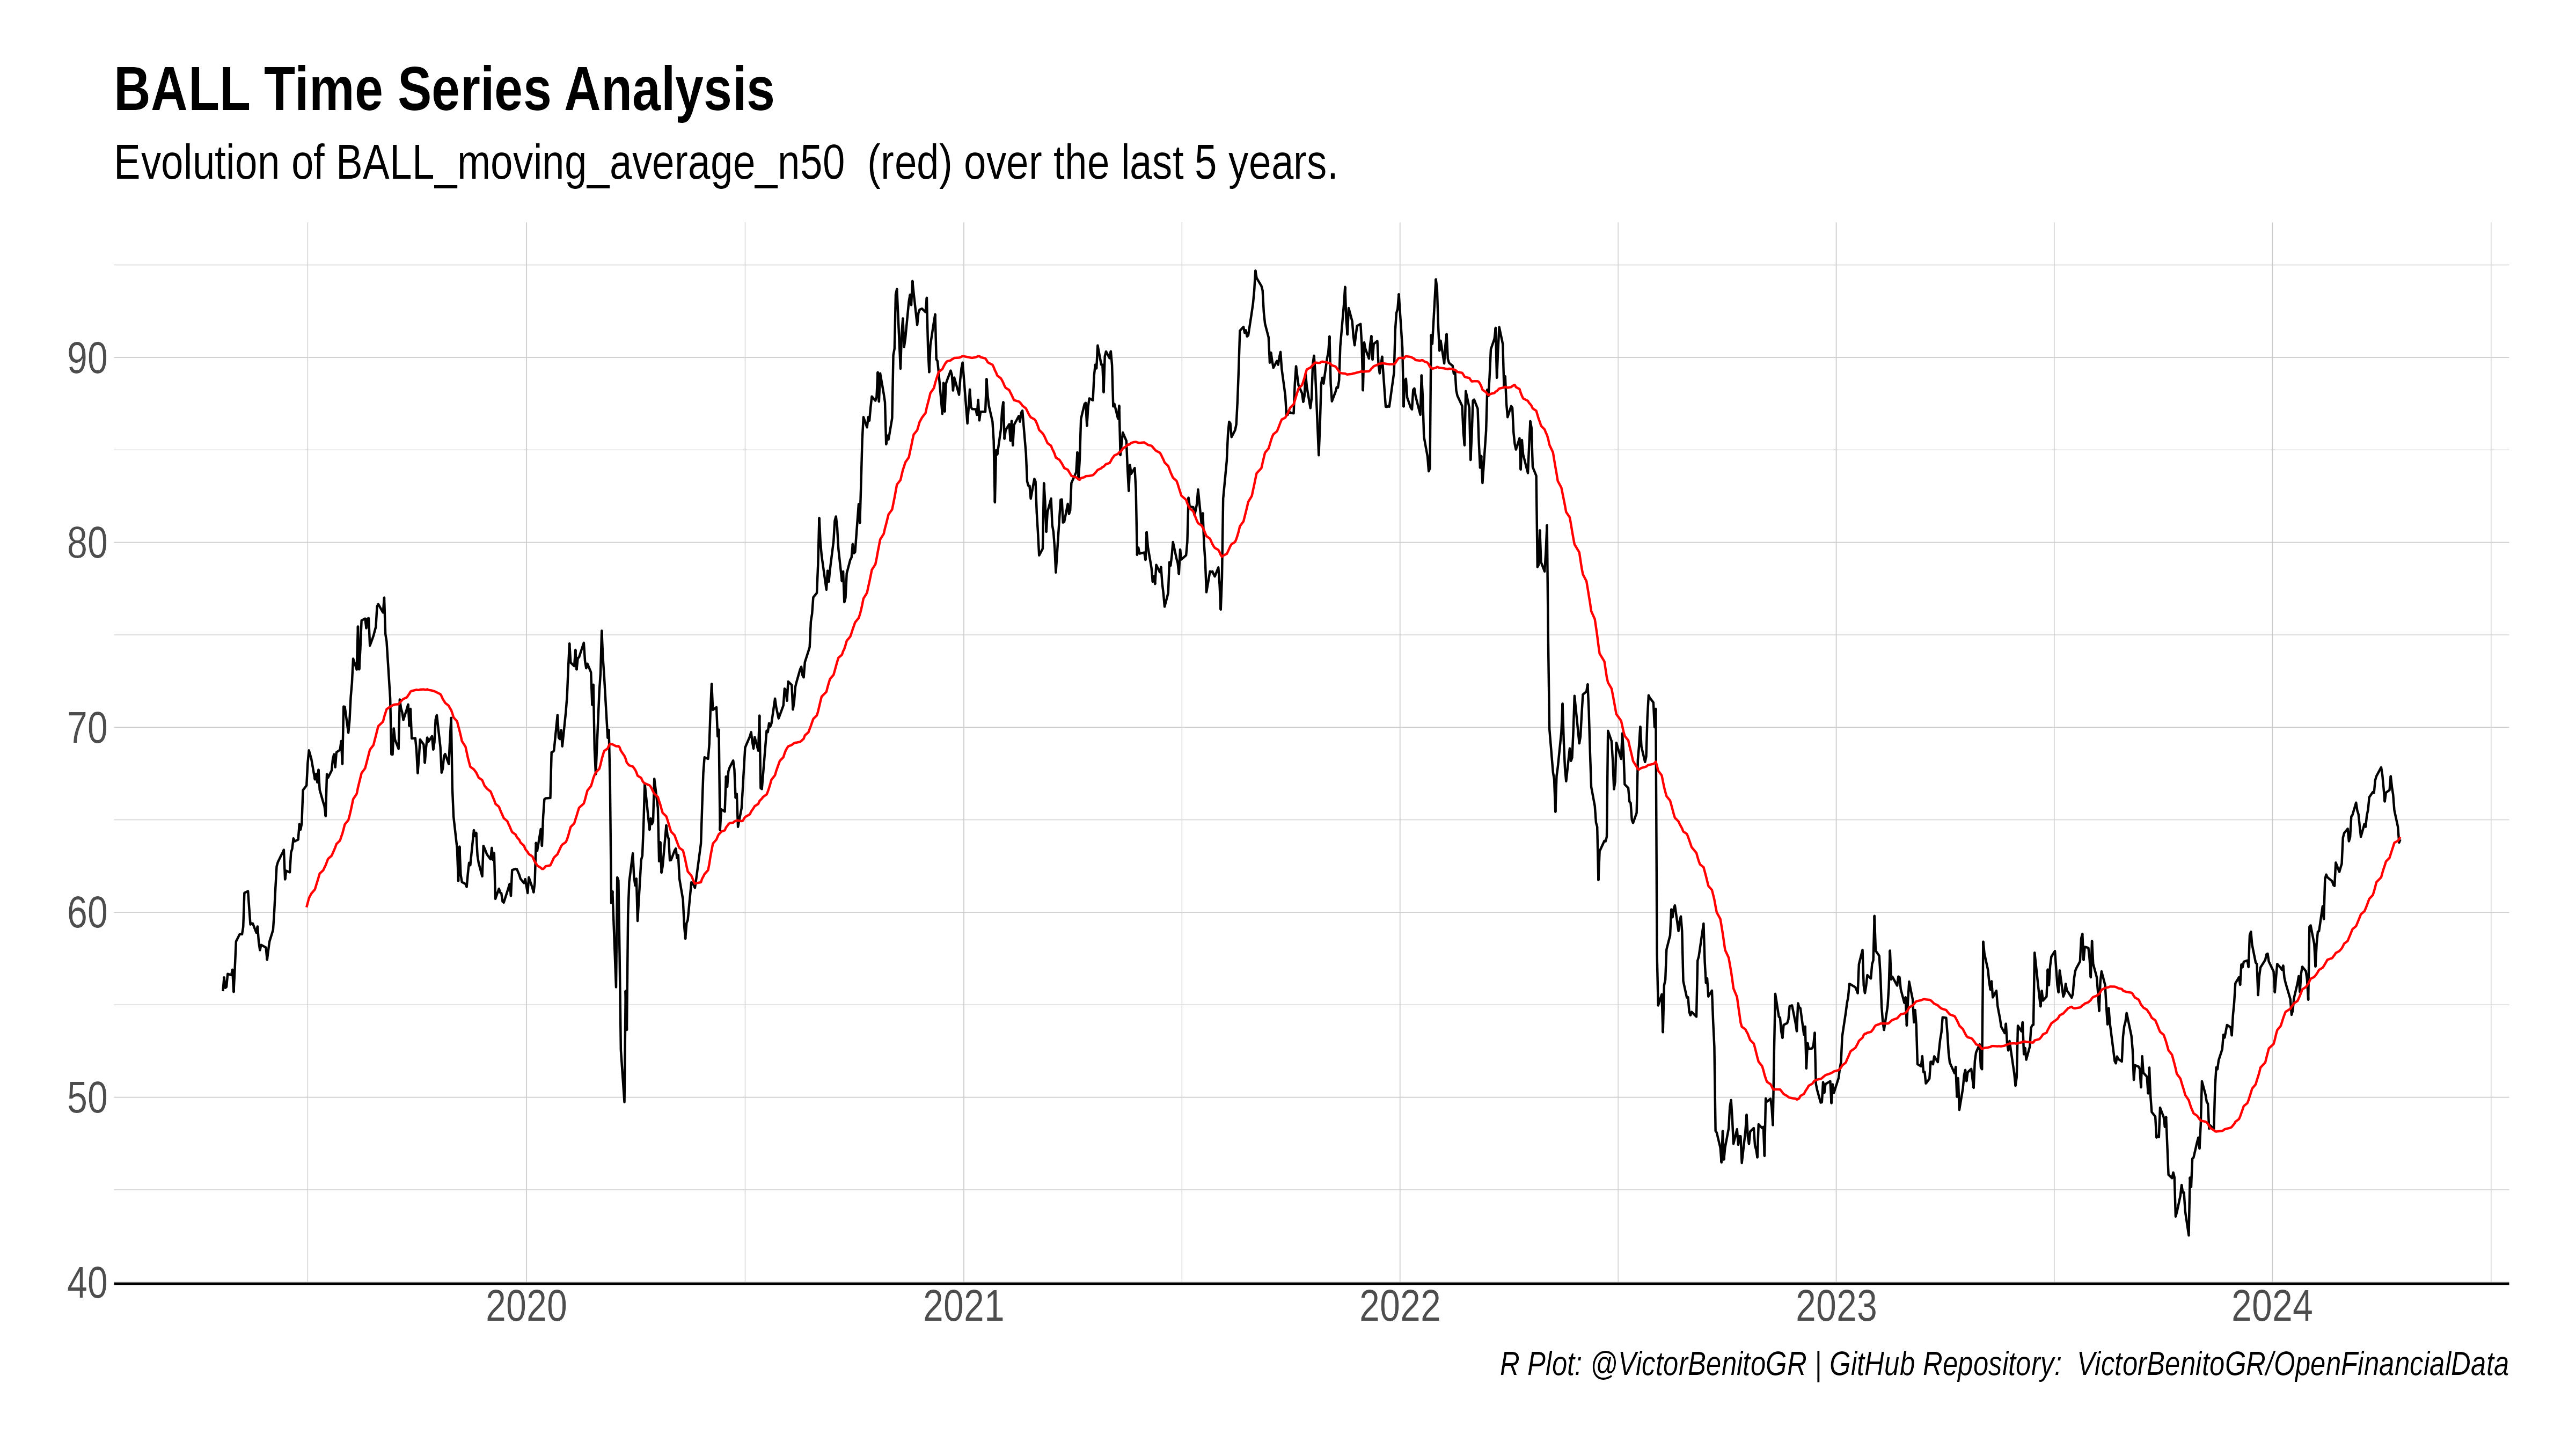 BALL Time Series Analysis
Evolution of BALL_moving_average_n50  (red) over the last 5 years.
90
80
70
60
50
40
2020 2021 2022 2023 2024
R Plot: @VictorBenitoGR | GitHub Repository:  VictorBenitoGR/OpenFinancialData